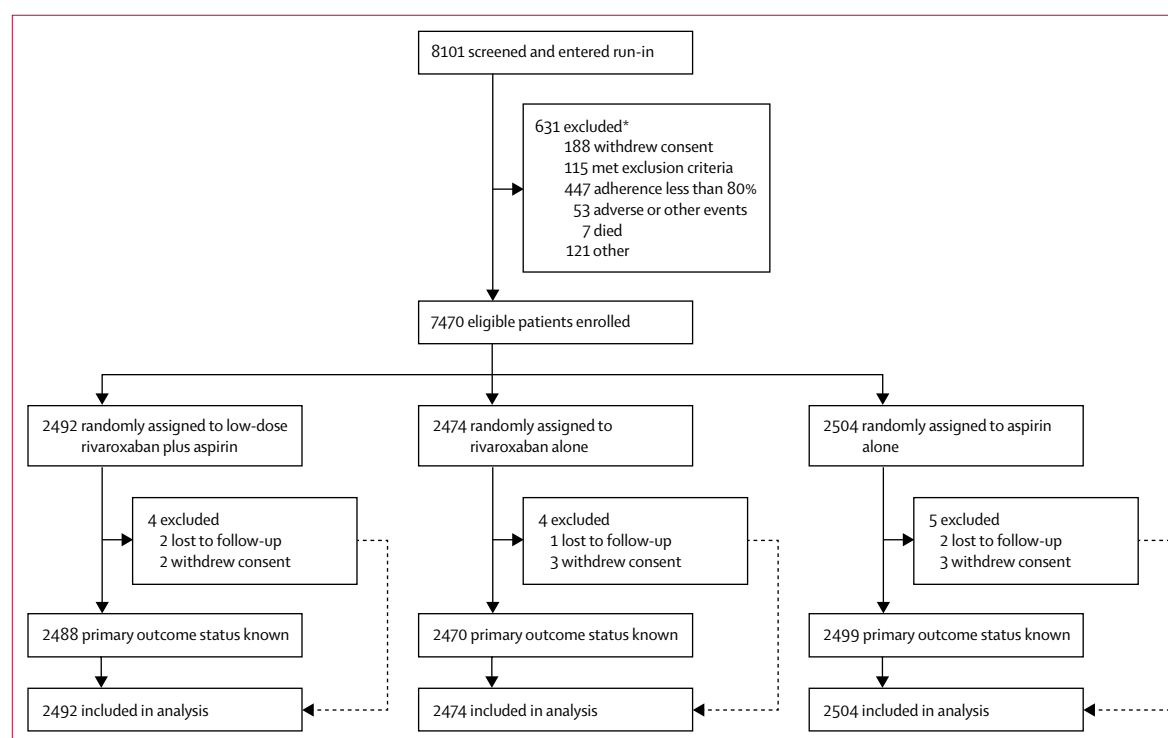 8101 screened and entered run-in
631 excluded*
188 withdrew consent
115 met exclusion criteria
447 adherence less than 80%
53 adverse or other events
7 died
121 other
7470 eligible patients enrolled
2492 randomly assigned to low-dose
rivaroxaban plus aspirin
2474 randomly assigned to
rivaroxaban alone
2504 randomly assigned to aspirin
alone
4 excluded
2 lost to follow-up
2 withdrew consent
4 excluded
1 lost to follow-up
3 withdrew consent
5 excluded
2 lost to follow-up
3 withdrew consent
2488 primary outcome status known
2470 primary outcome status known
2499 primary outcome status known
2492 included in analysis
2474 included in analysis
2504 included in analysis